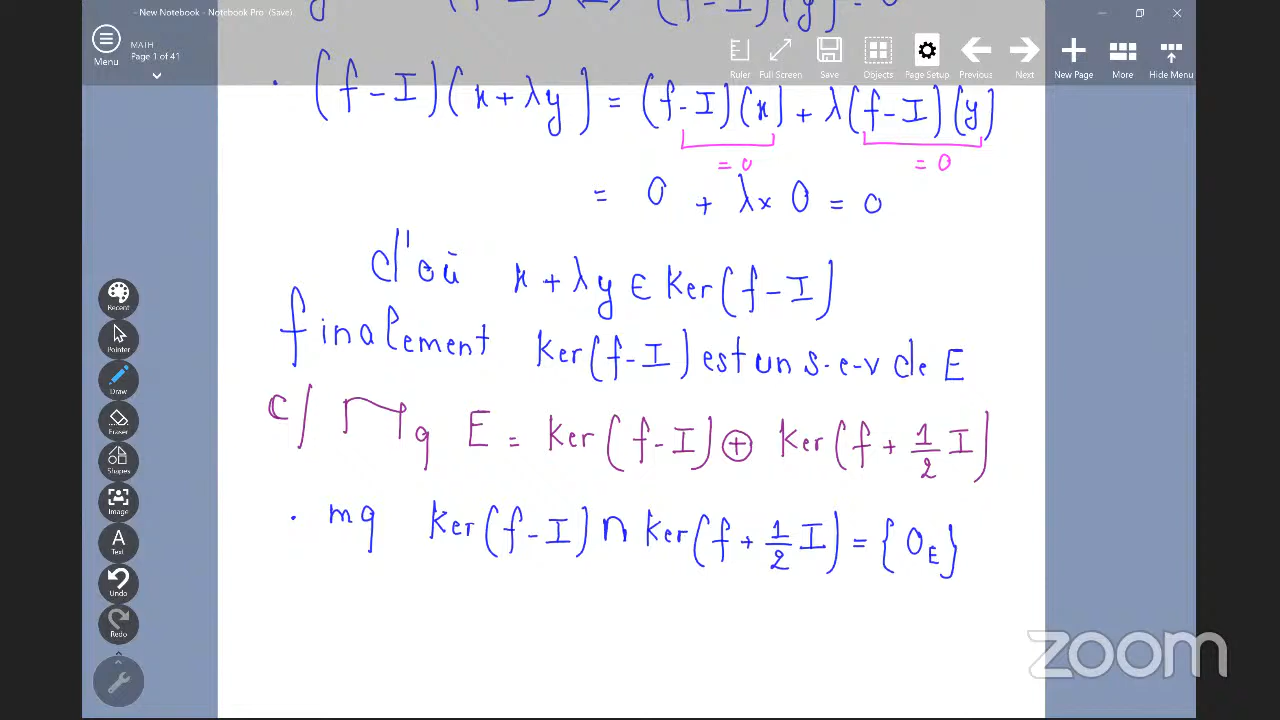 - New Notebook - Notebook Pro (Save)
Menu
MATH
Page 1 of 41
Ruler
Full Screen
Save
Objects
Page Setup
Previous
Next
New Page
More
Hide Menu
. (f-I)(x+λy) = (f-I)(x) + λ(f-I)(y)
= 0 = 0
= 0 + λ× 0 = 0
d'où x+λy ∈ Ker(f-I)
finalement Ker(f-I) est un s.e.v de E
c/ Mq E = Ker(f-I) ⊕ Ker(f+1/2 I)
. mq Ker(f-I) ∩ Ker(f+1/2 I) = {0_E}
Recent
Pointer
Draw
Eraser
Shapes
Image
Text
Undo
Redo
zoom